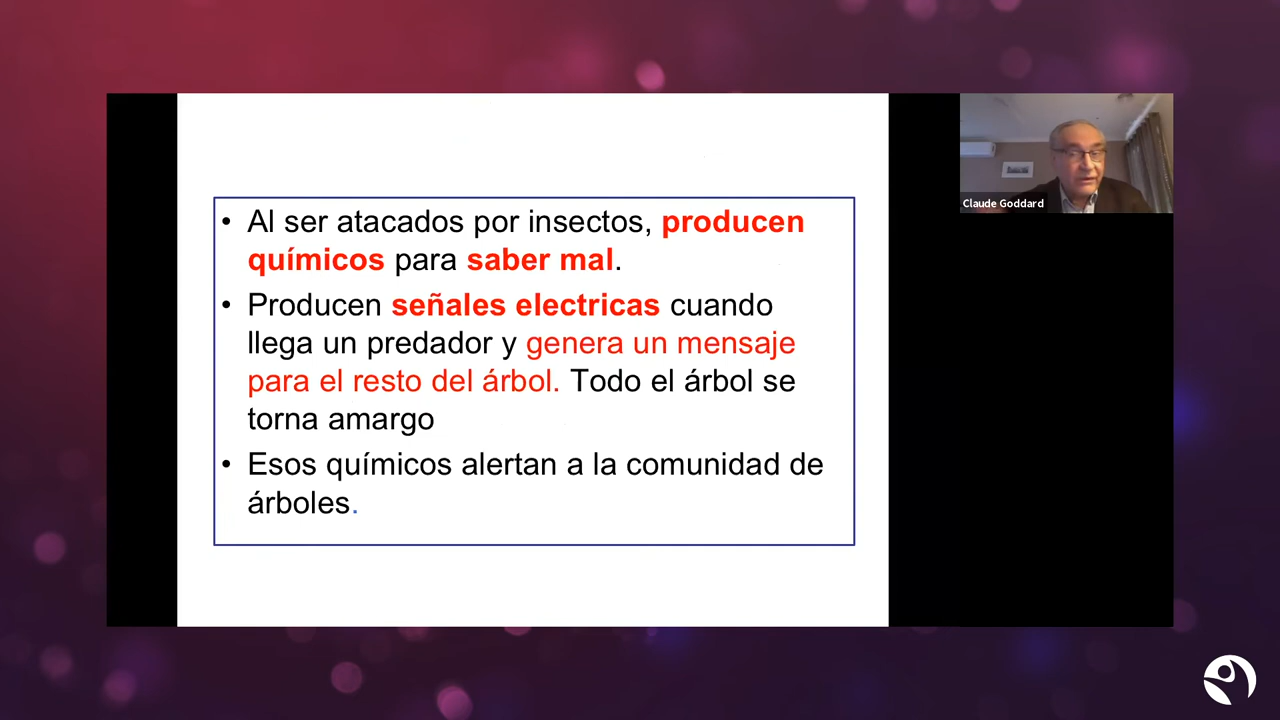 • Al ser atacados por insectos, producen
químicos para saber mal.
• Producen señales electricas cuando
llega un predador y genera un mensaje
para el resto del árbol. Todo el árbol se
torna amargo
• Esos químicos alertan a la comunidad de
árboles.
Claude Goddard